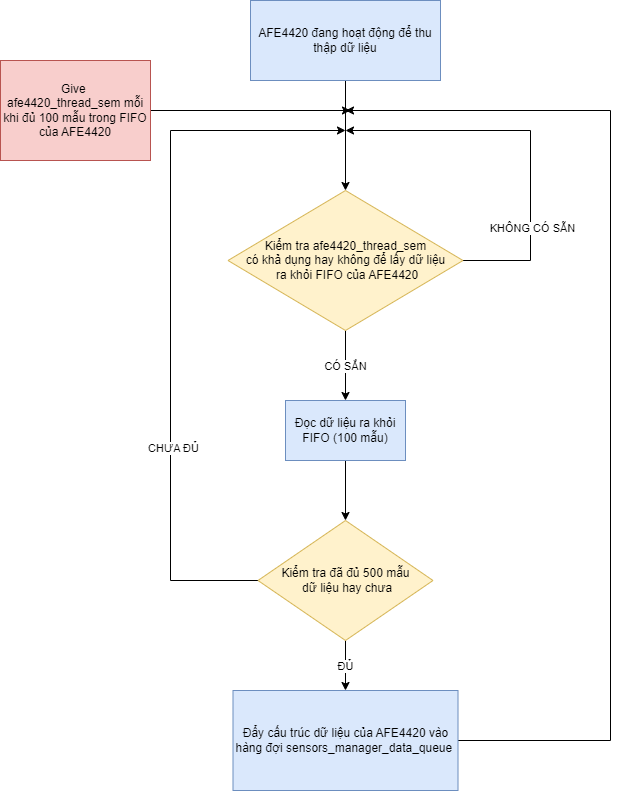 AFE4420 đang hoạt động để thu
thập dữ liệu
Give
afe4420_thread_sem mỗi
khi đủ 100 mẫu trong FIFO
của AFE4420
KHÔNG CÓ SẴN
Kiểm tra afe4420_thread_sem
có khả dụng hay không để lấy dữ liệu
ra khỏi FIFO của AFE4420
CÓ SẴN
Đọc dữ liệu ra khỏi
FIFO (100 mẫu)
CHƯA ĐỦ
Kiểm tra đã đủ 500 mẫu
dữ liệu hay chưa
ĐỦ
Đẩy cấu trúc dữ liệu của AFE4420 vào
hàng đợi sensors_manager_data_queue